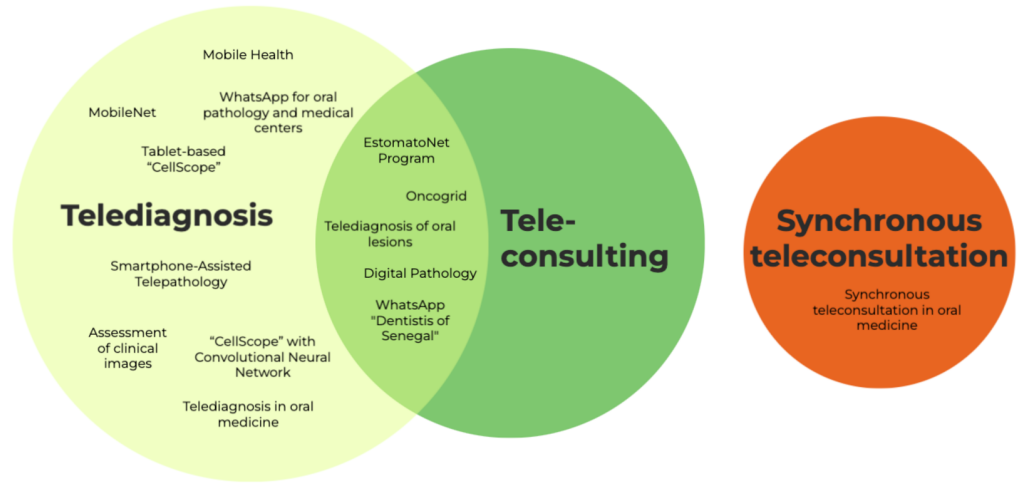 Mobile Health
MobileNet
WhatsApp for oral
pathology and medical
centers
Tablet-based
“CellScope”
Telediagnosis
Smartphone-Assisted
Telepathology
Assessment
of clinical
images
“CellScope” with
Convolutional Neural
Network
Telediagnosis in oral
medicine
EstomatoNet
Program
Oncogrid
Telediagnosis of oral
lesions
Digital Pathology
WhatsApp
"Dentistis of
Senegal"
Tele-
consulting
Synchronous
teleconsultation
Synchronous
teleconsultation in oral
medicine